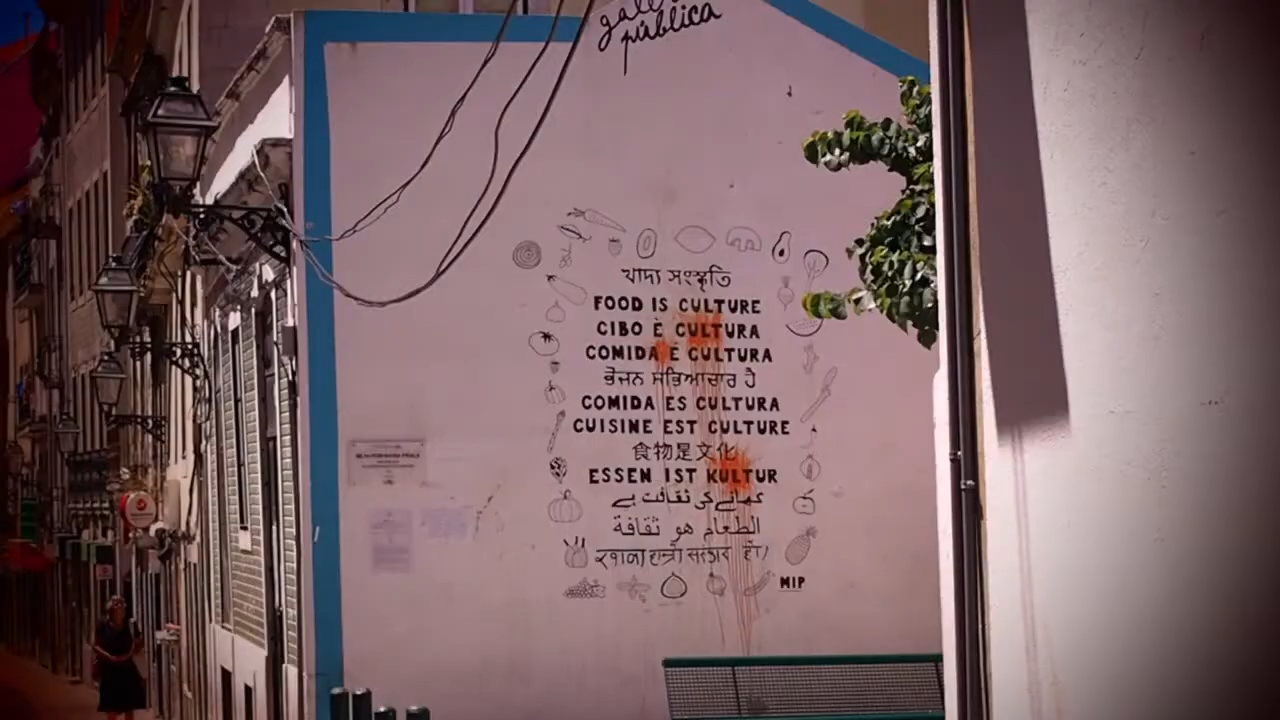 pública
খাদ্য সংস্কৃতি
FOOD IS CULTURE
CIBO È CULTURA
COMIDA É CULTURA
ਭੋਜਨ ਸਭਿਆਚਾਰ ਹੈ
COMIDA ES CULTURA
CUISINE EST CULTURE
食物是文化
ESSEN IST KULTUR
کھانے کی ثقافت ہے
الطعام هو ثقافة
MIP